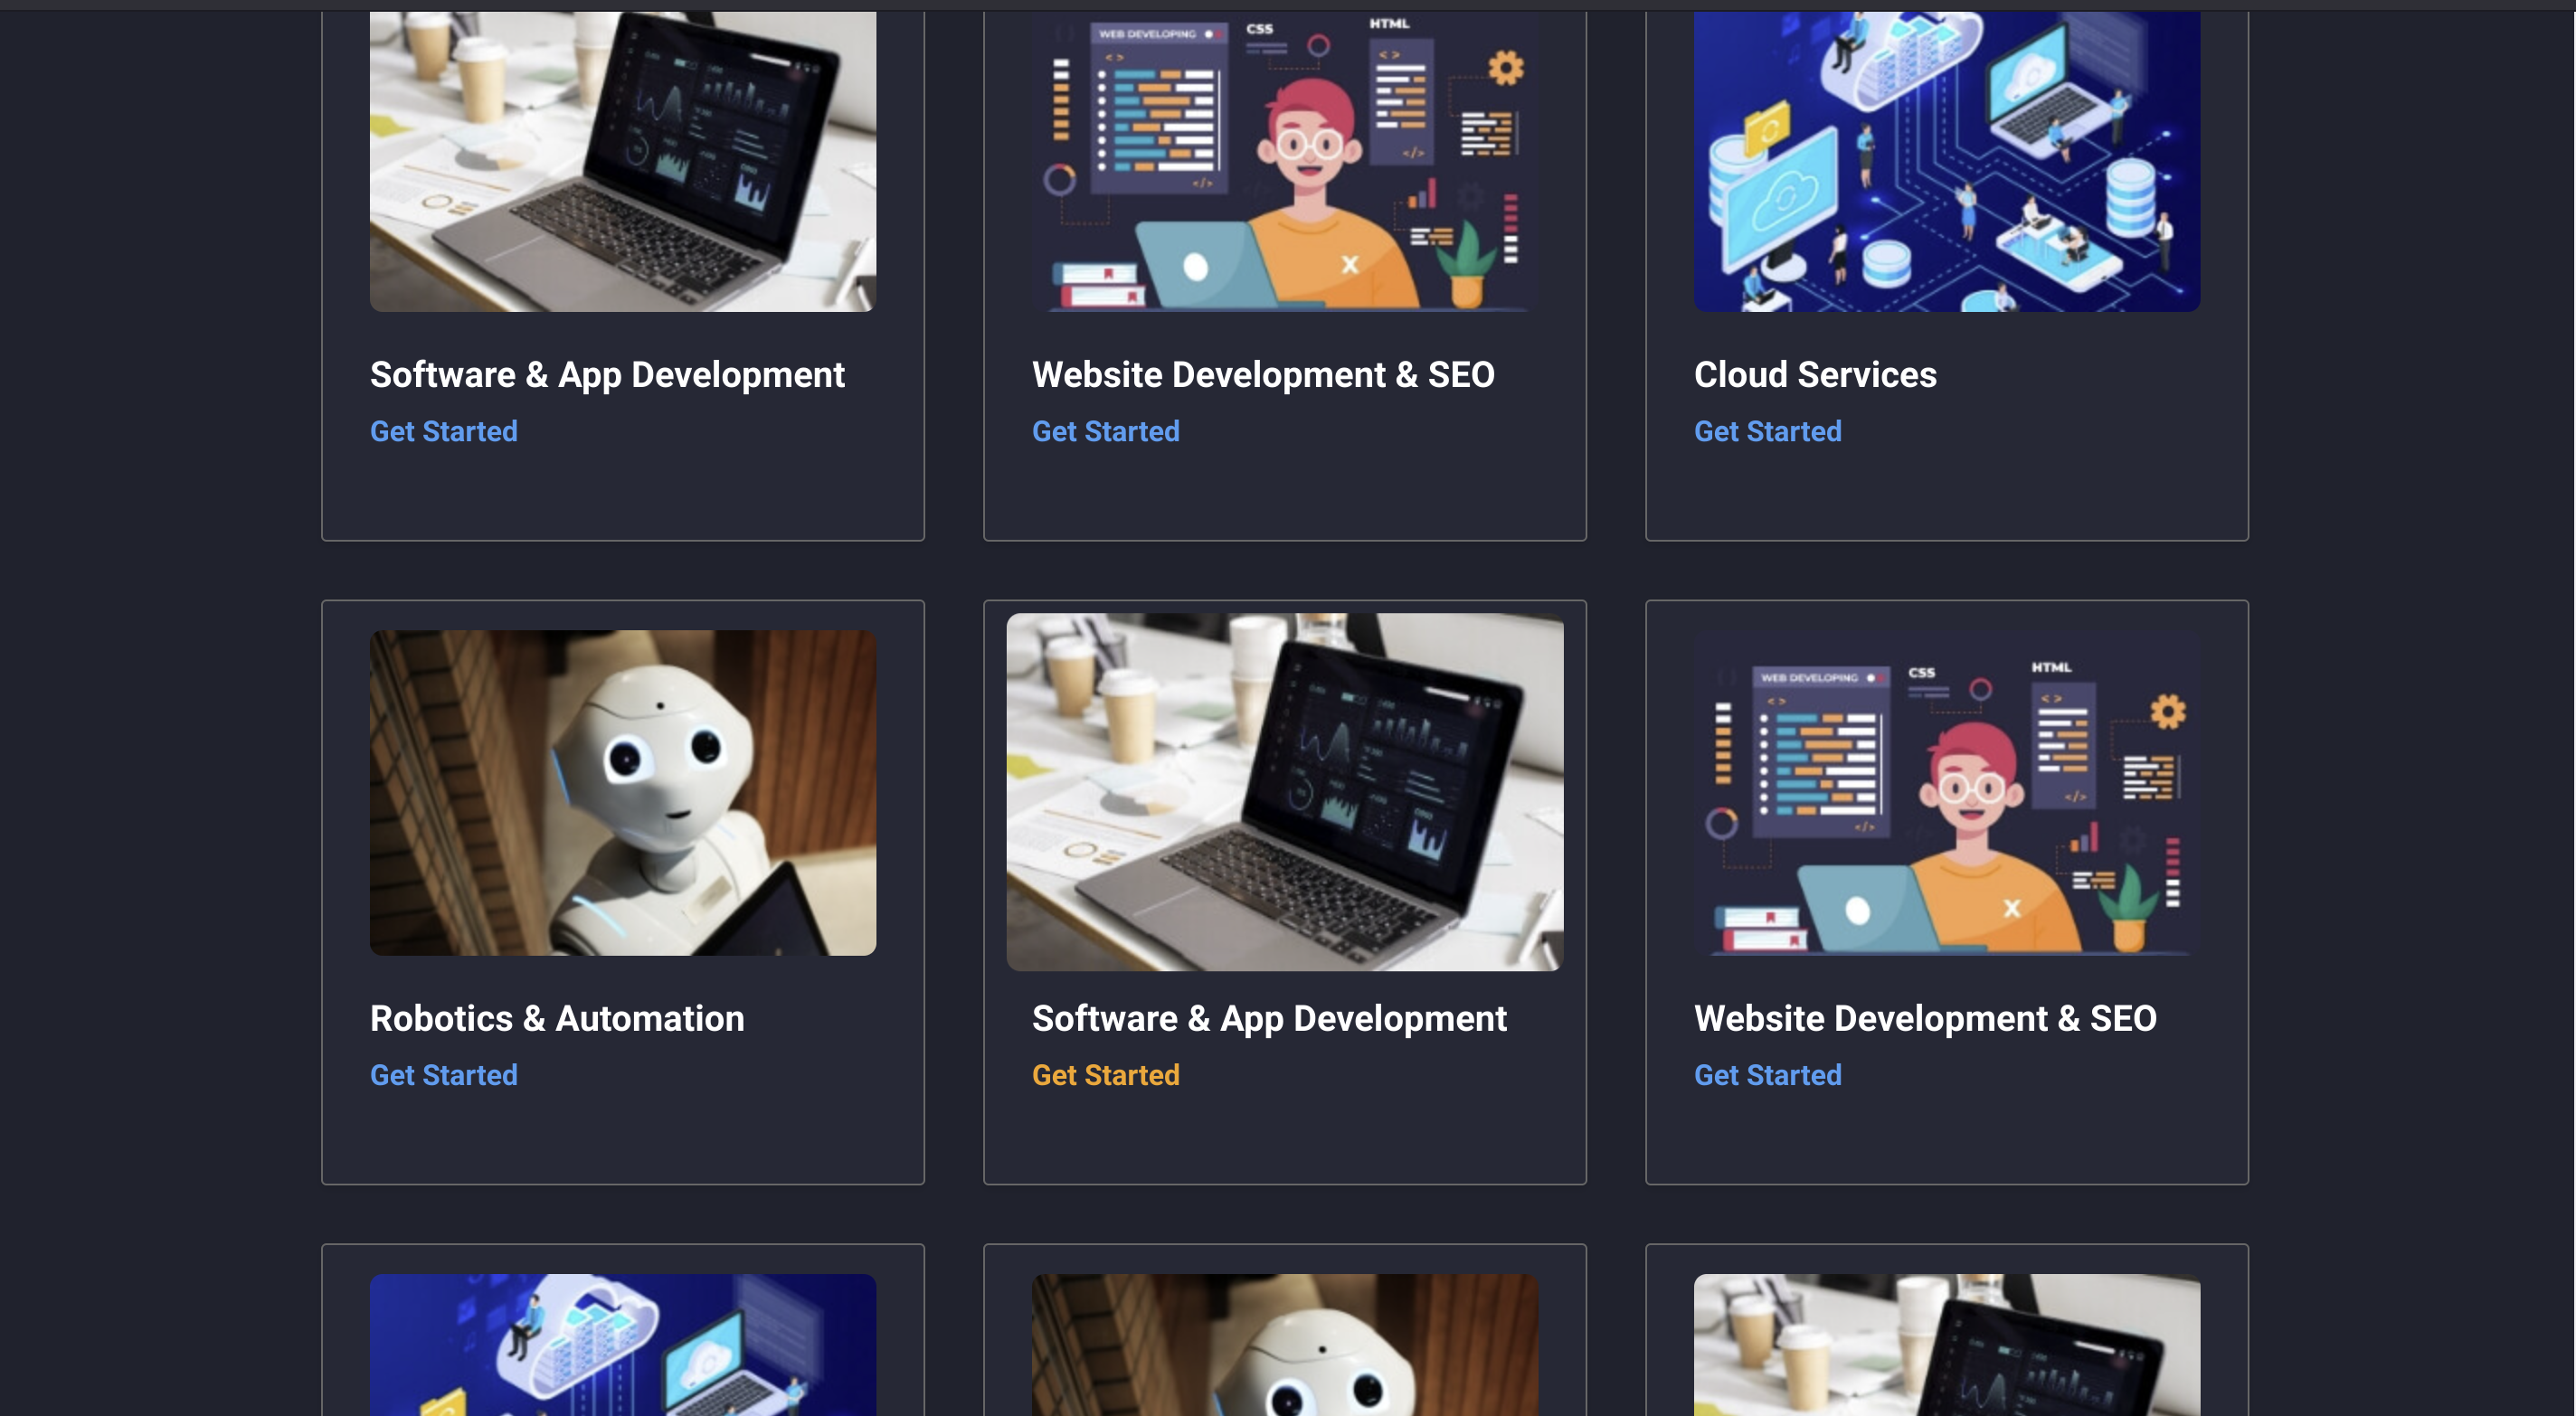 WEB DEVELOPING
CSS
HTML
< >
< >
</>
</>
X
Software & App Development
Website Development & SEO
Cloud Services
Get Started
Get Started
Get Started
WEB DEVELOPING
CSS
HTML
< >
< >
</>
</>
X
Robotics & Automation
Software & App Development
Website Development & SEO
Get Started
Get Started
Get Started